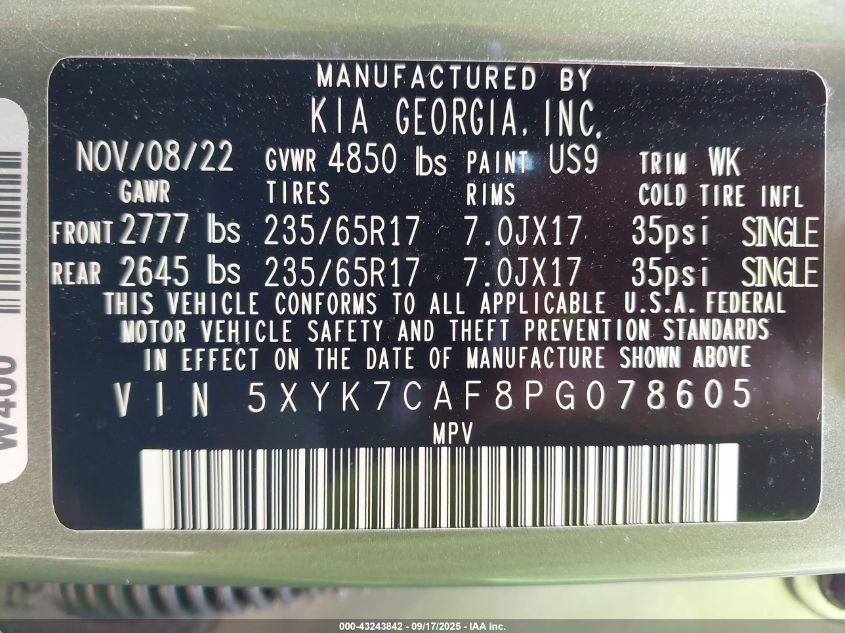 MANUFACTURED BY
KIA GEORGIA, INC.
NOV/08/22 GVWR 4850 lbs PAINT US9 TRIM WK
GAWR TIRES RIMS COLD TIRE INFL
FRONT 2777 lbs 235/65R17 7.0JX17 35psi SINGLE
REAR 2645 lbs 235/65R17 7.0JX17 35psi SINGLE
THIS VEHICLE CONFORMS TO ALL APPLICABLE U.S.A. FEDERAL
MOTOR VEHICLE SAFETY AND THEFT PREVENTION STANDARDS
IN EFFECT ON THE DATE OF MANUFACTURE SHOWN ABOVE
VIN 5XYK7CAF8PG078605
MPV
W400
000-43243842 - 09/17/2025 - IAA Inc.